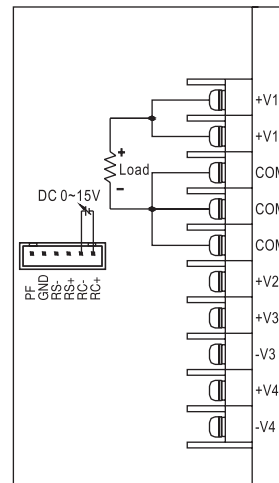 +V1
+V1
+
Load
-
COM
COM
COM
DC 0~15V
PF
GND
RS-
RS+
RC-
RC+
+V2
+V3
-V3
+V4
-V4